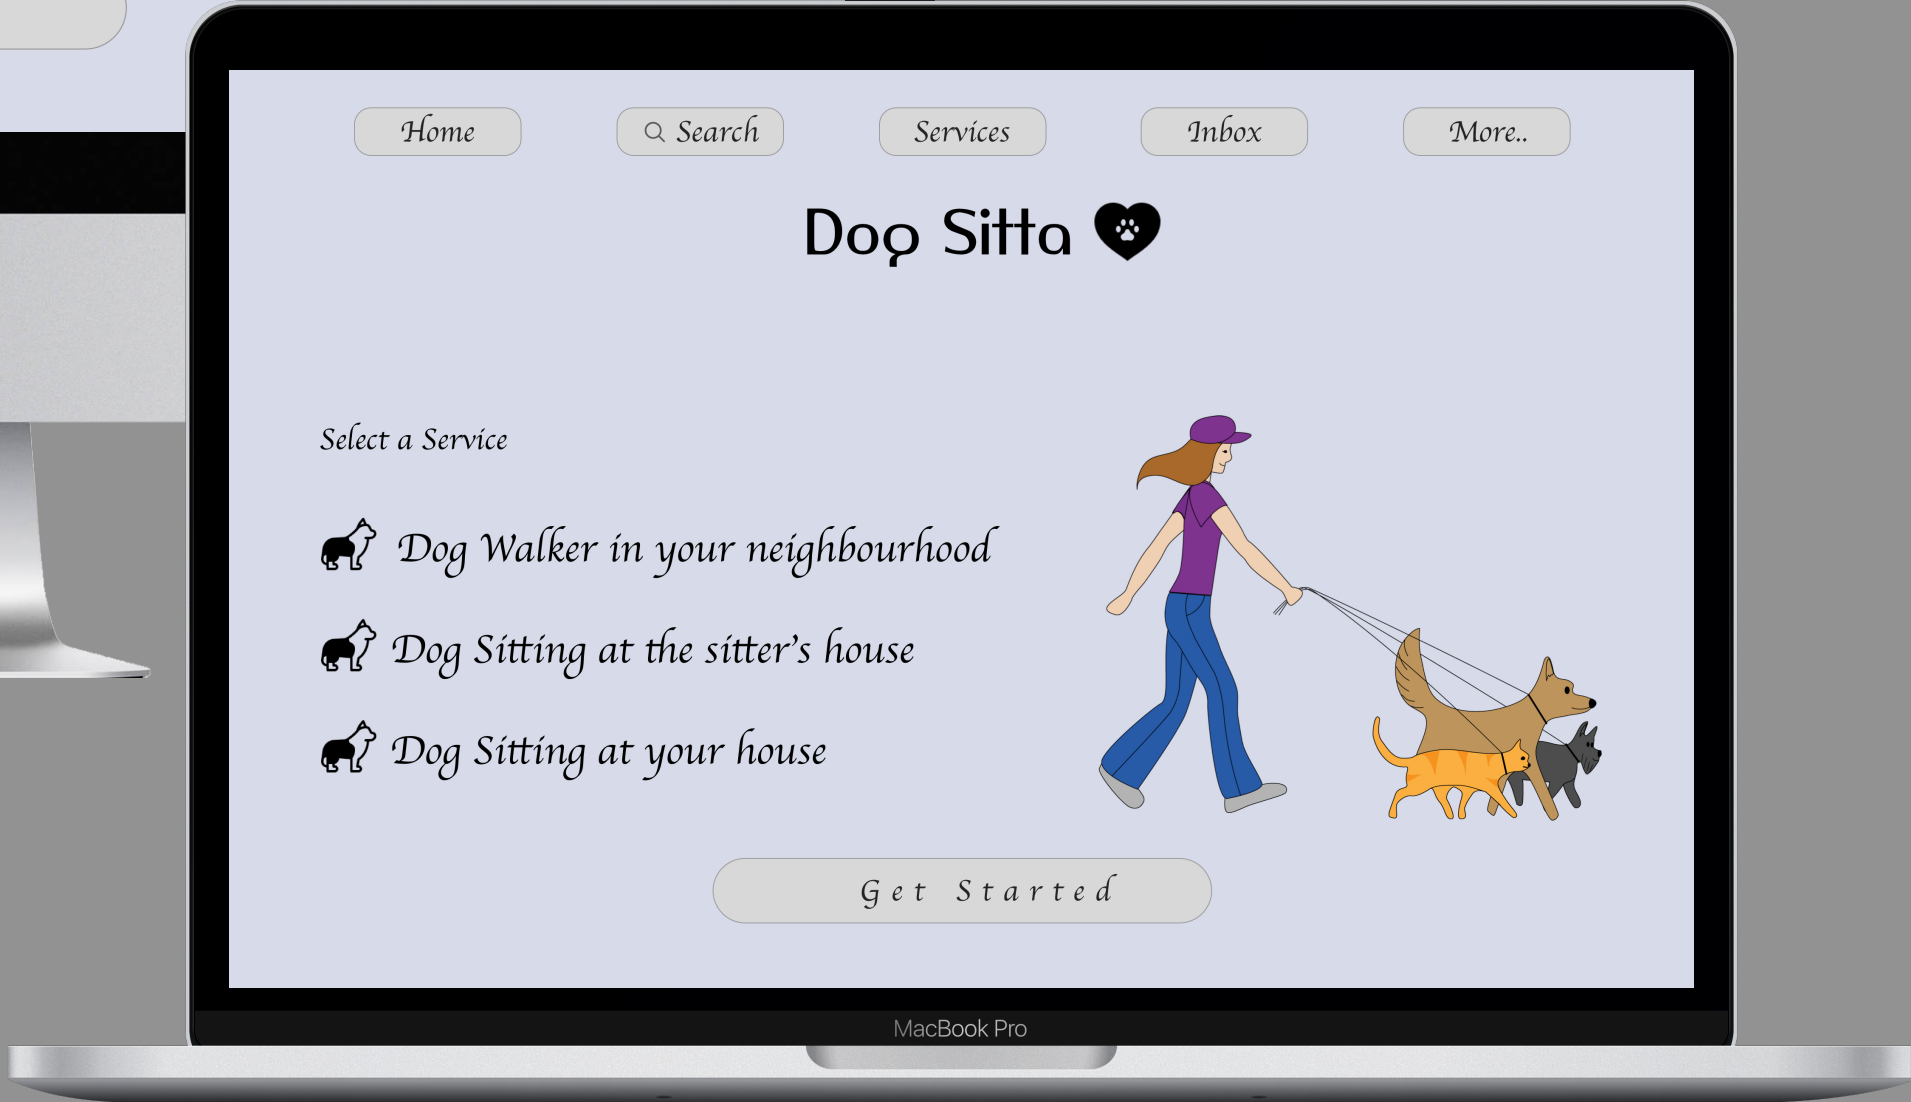 Home
Search
Services
Inbox
More..
Dog Sitta
Select a Service
Dog Walker in your neighbourhood
Dog Sitting at the sitter's house
Dog Sitting at your house
Get Started
MacBook Pro